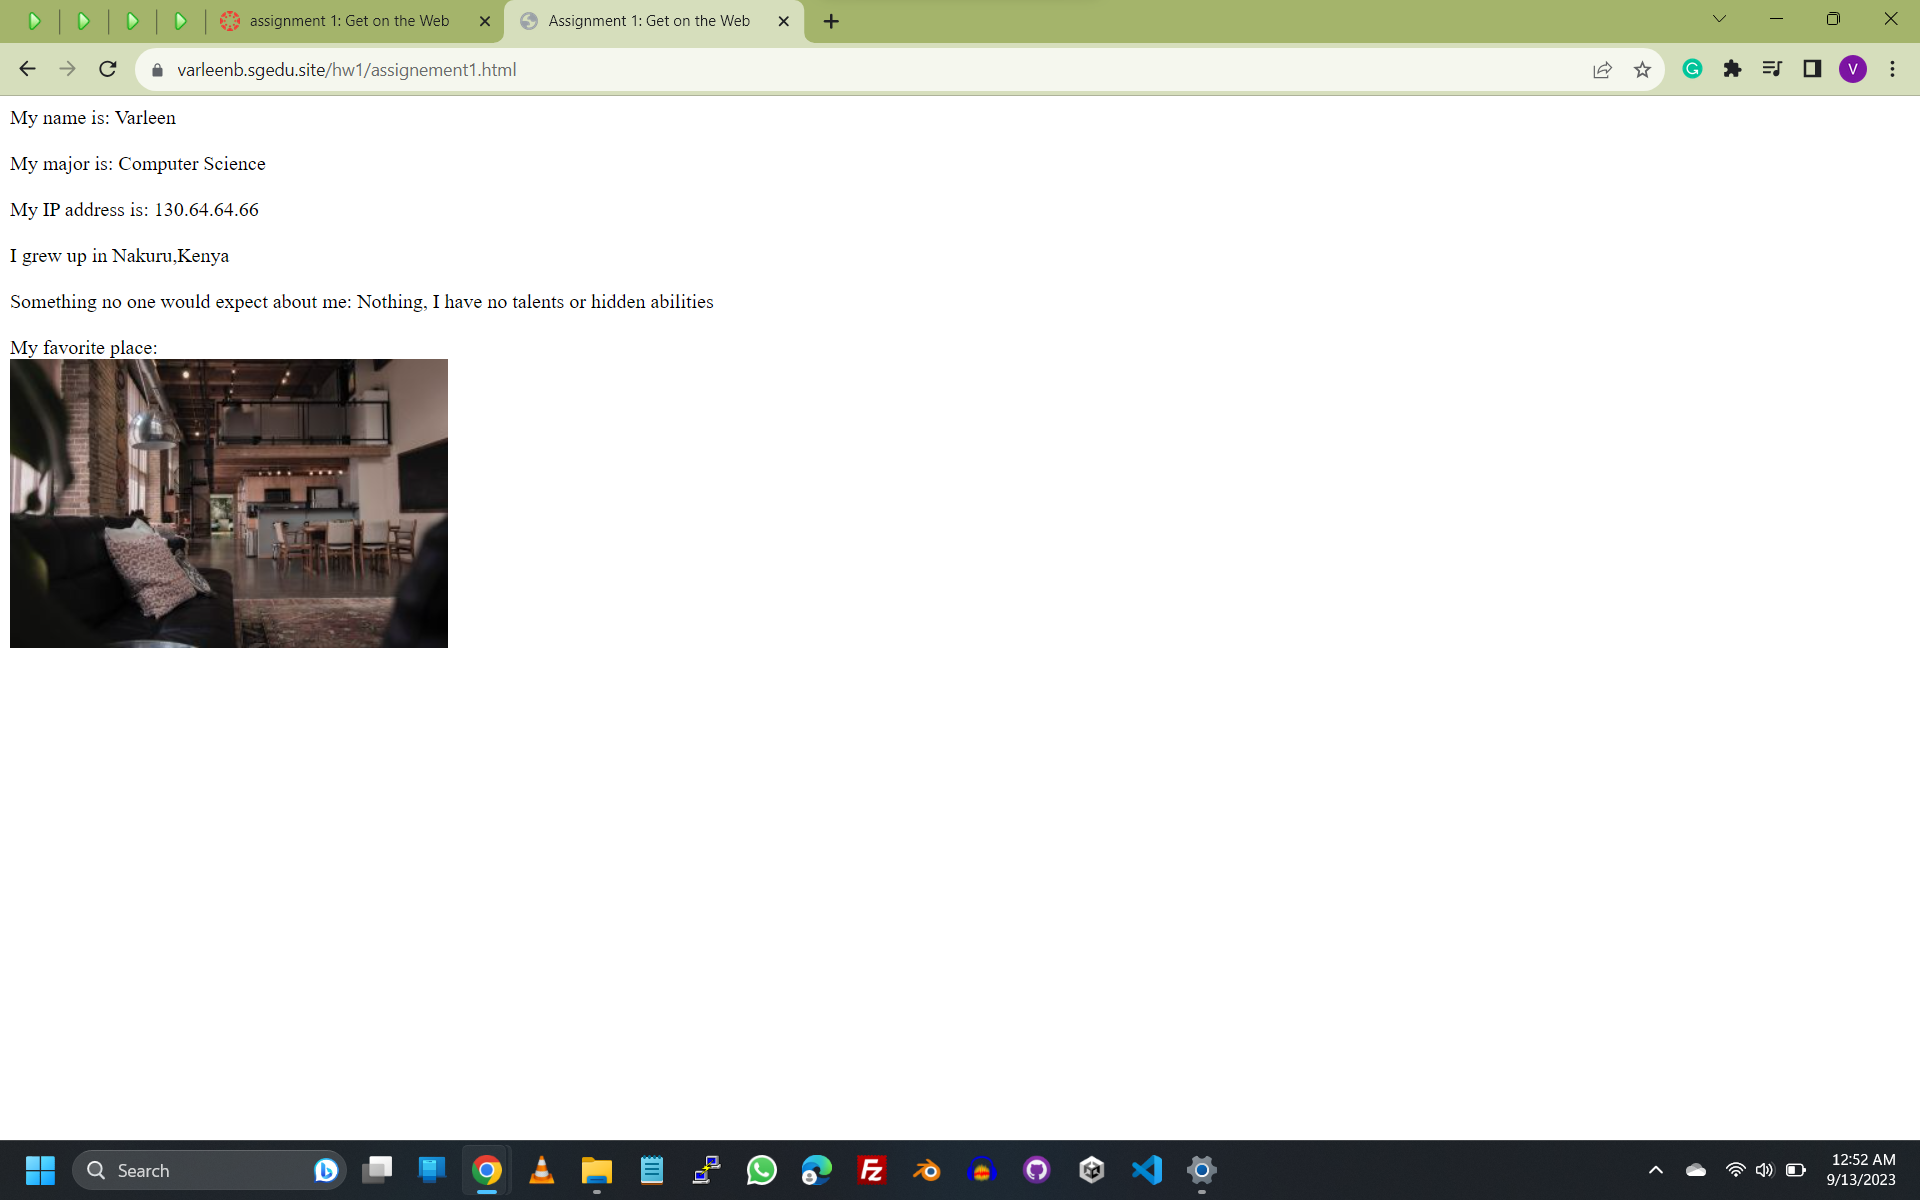 assignment 1: Get on the Web
Assignment 1: Get on the Web
varleenb.sgedu.site/hw1/assignement1.html
V
My name is: Varleen
My major is: Computer Science
My IP address is: 130.64.64.66
I grew up in Nakuru,Kenya
Something no one would expect about me: Nothing, I have no talents or hidden abilities
My favorite place:
Search
12:52 AM
9/13/2023